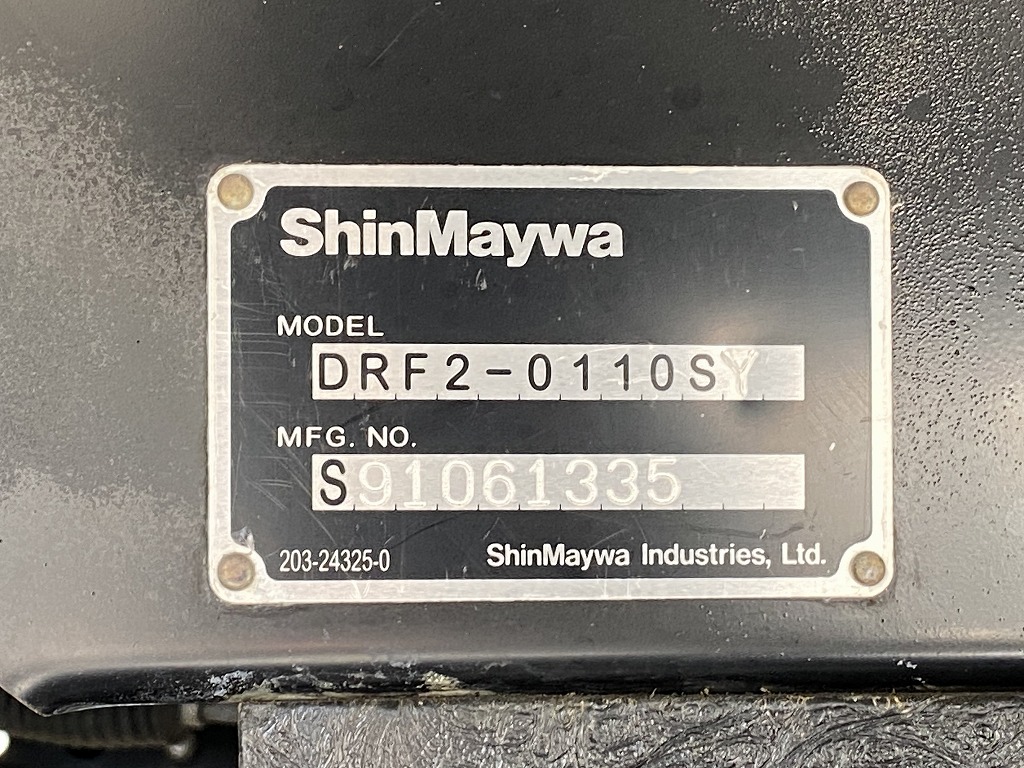 ShinMaywa
MODEL
DRF2-0110SY
MFG. NO.
S91061335
203-24325-0 ShinMaywa Industries, Ltd.